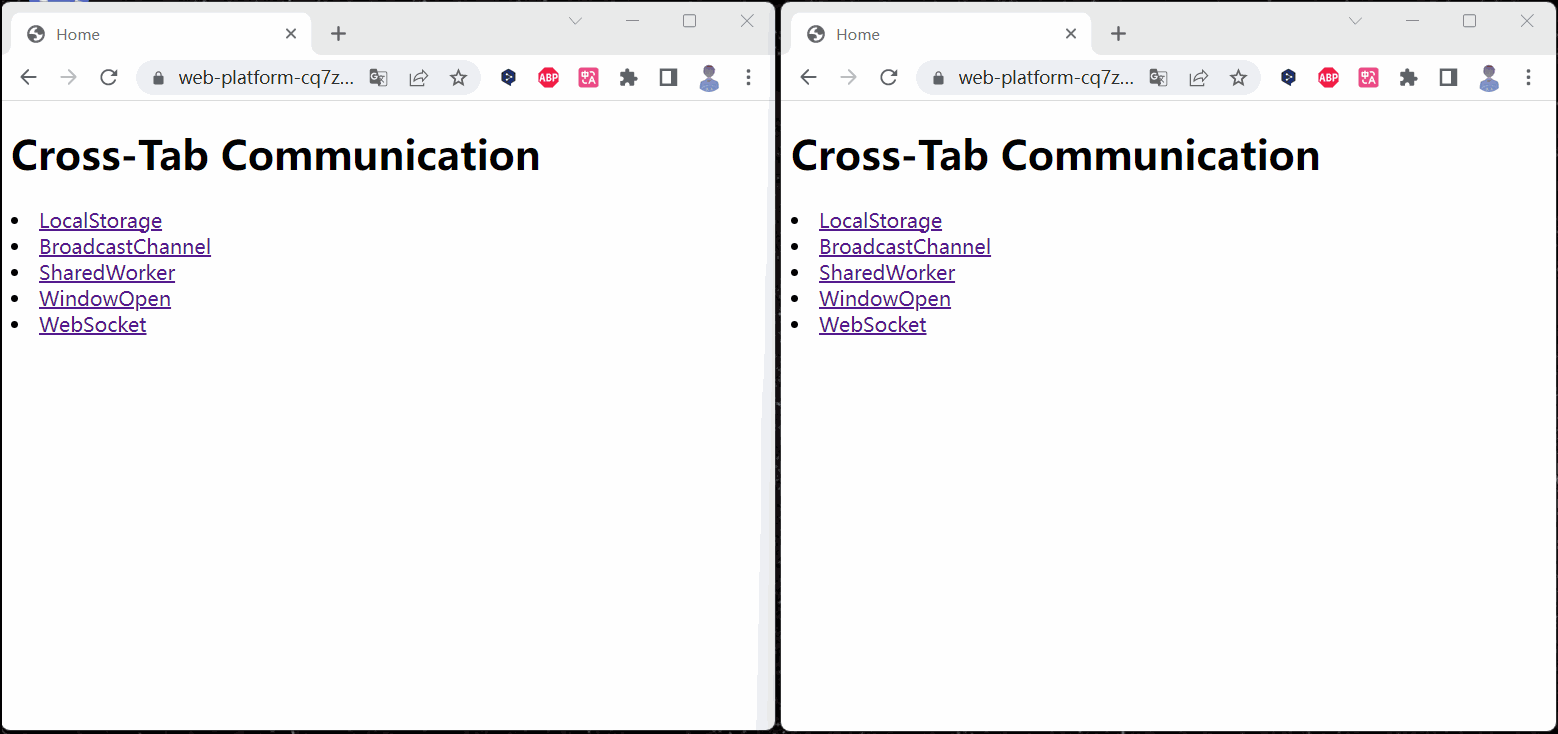 Home
web-platform-cq7z...
ABP
Cross-Tab Communication
LocalStorage
BroadcastChannel
SharedWorker
WindowOpen
WebSocket
Home
web-platform-cq7z...
ABP
Cross-Tab Communication
LocalStorage
BroadcastChannel
SharedWorker
WindowOpen
WebSocket